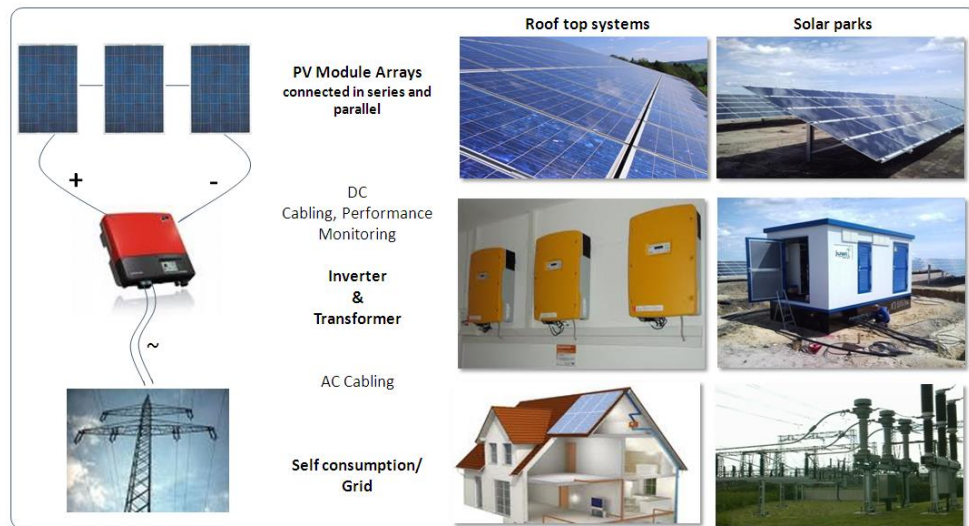 Roof top systems
Solar parks
PV Module Arrays
connected in series and
parallel
+
-
DC
Cabling, Performance
Monitoring
Inverter
&
Transformer
~
AC Cabling
Self consumption/
Grid